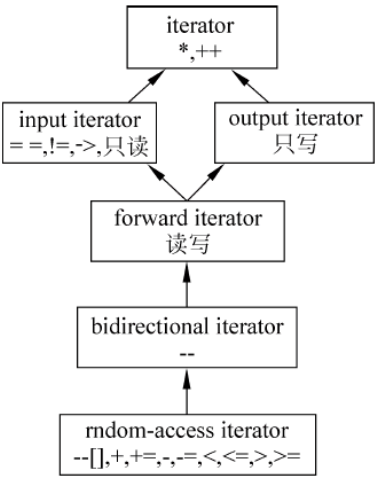 iterator
*,++
input iterator
= =,!=,->,只读
output iterator
只写
forward iterator
读写
bidirectional iterator
--
rndom-access iterator
--[],+,+=,-,-=,<,<=,>,>=